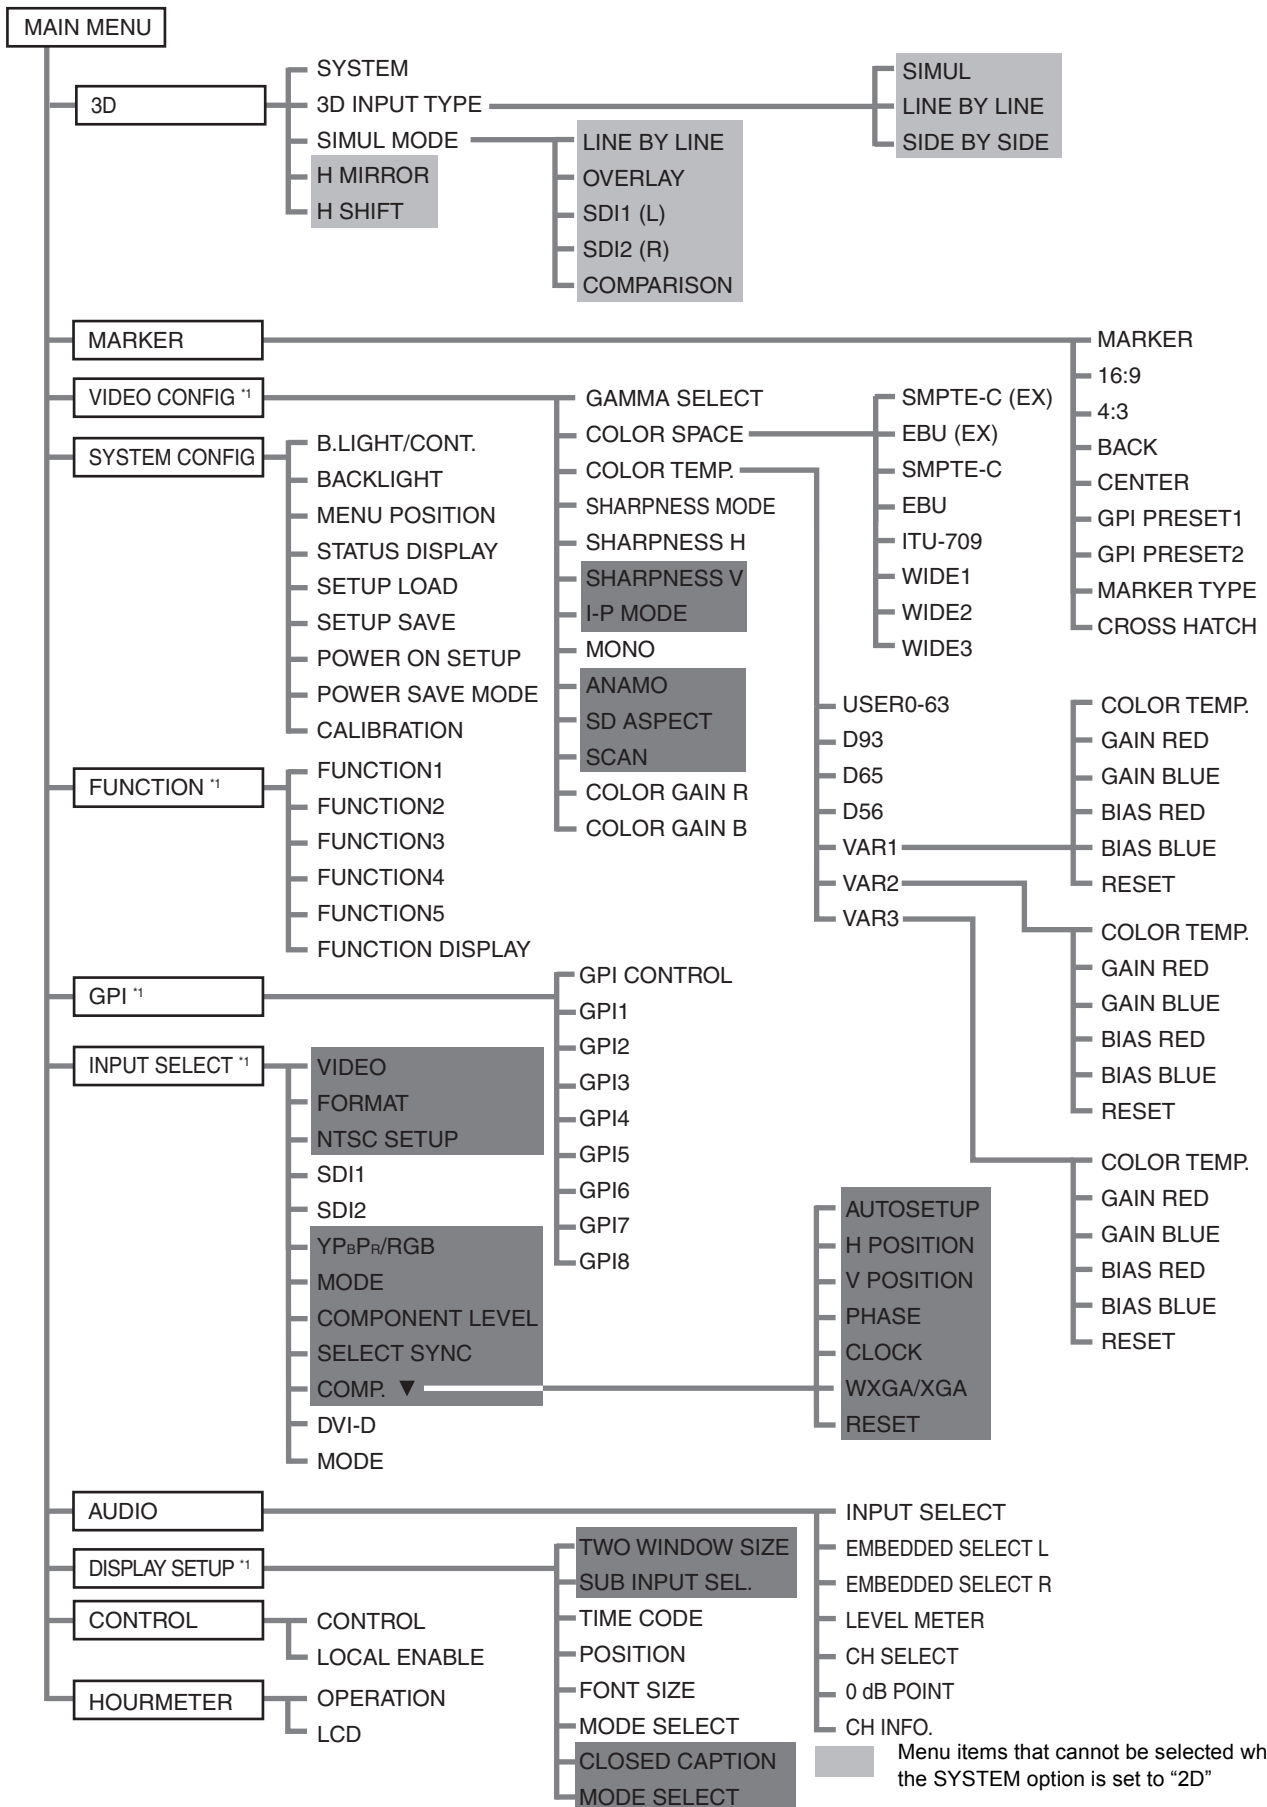 MAIN MENU
3D
SYSTEM
3D INPUT TYPE
SIMUL MODE
H MIRROR
H SHIFT
SIMUL
LINE BY LINE
SIDE BY SIDE
LINE BY LINE
OVERLAY
SDI1 (L)
SDI2 (R)
COMPARISON
MARKER
MARKER
16:9
4:3
BACK
CENTER
GPI PRESET1
GPI PRESET2
MARKER TYPE
CROSS HATCH
VIDEO CONFIG *1
GAMMA SELECT
COLOR SPACE
COLOR TEMP.
SHARPNESS MODE
SHARPNESS H
SHARPNESS V
I-P MODE
MONO
ANAMO
SD ASPECT
SCAN
COLOR GAIN R
COLOR GAIN B
SMPTE-C (EX)
EBU (EX)
SMPTE-C
EBU
ITU-709
WIDE1
WIDE2
WIDE3
USER0-63
D93
D65
D56
VAR1
VAR2
VAR3
COLOR TEMP.
GAIN RED
GAIN BLUE
BIAS RED
BIAS BLUE
RESET
COLOR TEMP.
GAIN RED
GAIN BLUE
BIAS RED
BIAS BLUE
RESET
COLOR TEMP.
GAIN RED
GAIN BLUE
BIAS RED
BIAS BLUE
RESET
SYSTEM CONFIG
B.LIGHT/CONT.
BACKLIGHT
MENU POSITION
STATUS DISPLAY
SETUP LOAD
SETUP SAVE
POWER ON SETUP
POWER SAVE MODE
CALIBRATION
FUNCTION *1
FUNCTION1
FUNCTION2
FUNCTION3
FUNCTION4
FUNCTION5
FUNCTION DISPLAY
GPI *1
GPI CONTROL
GPI1
GPI2
GPI3
GPI4
GPI5
GPI6
GPI7
GPI8
INPUT SELECT *1
VIDEO
FORMAT
NTSC SETUP
SDI1
SDI2
YPBPR/RGB
MODE
COMPONENT LEVEL
SELECT SYNC
COMP. ▼
DVI-D
MODE
AUTOSETUP
H POSITION
V POSITION
PHASE
CLOCK
WXGA/XGA
RESET
AUDIO
INPUT SELECT
EMBEDDED SELECT L
EMBEDDED SELECT R
LEVEL METER
CH SELECT
0 dB POINT
CH INFO.
DISPLAY SETUP *1
TWO WINDOW SIZE
SUB INPUT SEL.
TIME CODE
POSITION
FONT SIZE
MODE SELECT
CLOSED CAPTION
MODE SELECT
CONTROL
CONTROL
LOCAL ENABLE
HOURMETER
OPERATION
LCD
Menu items that cannot be selected wh
the SYSTEM option is set to “2D”